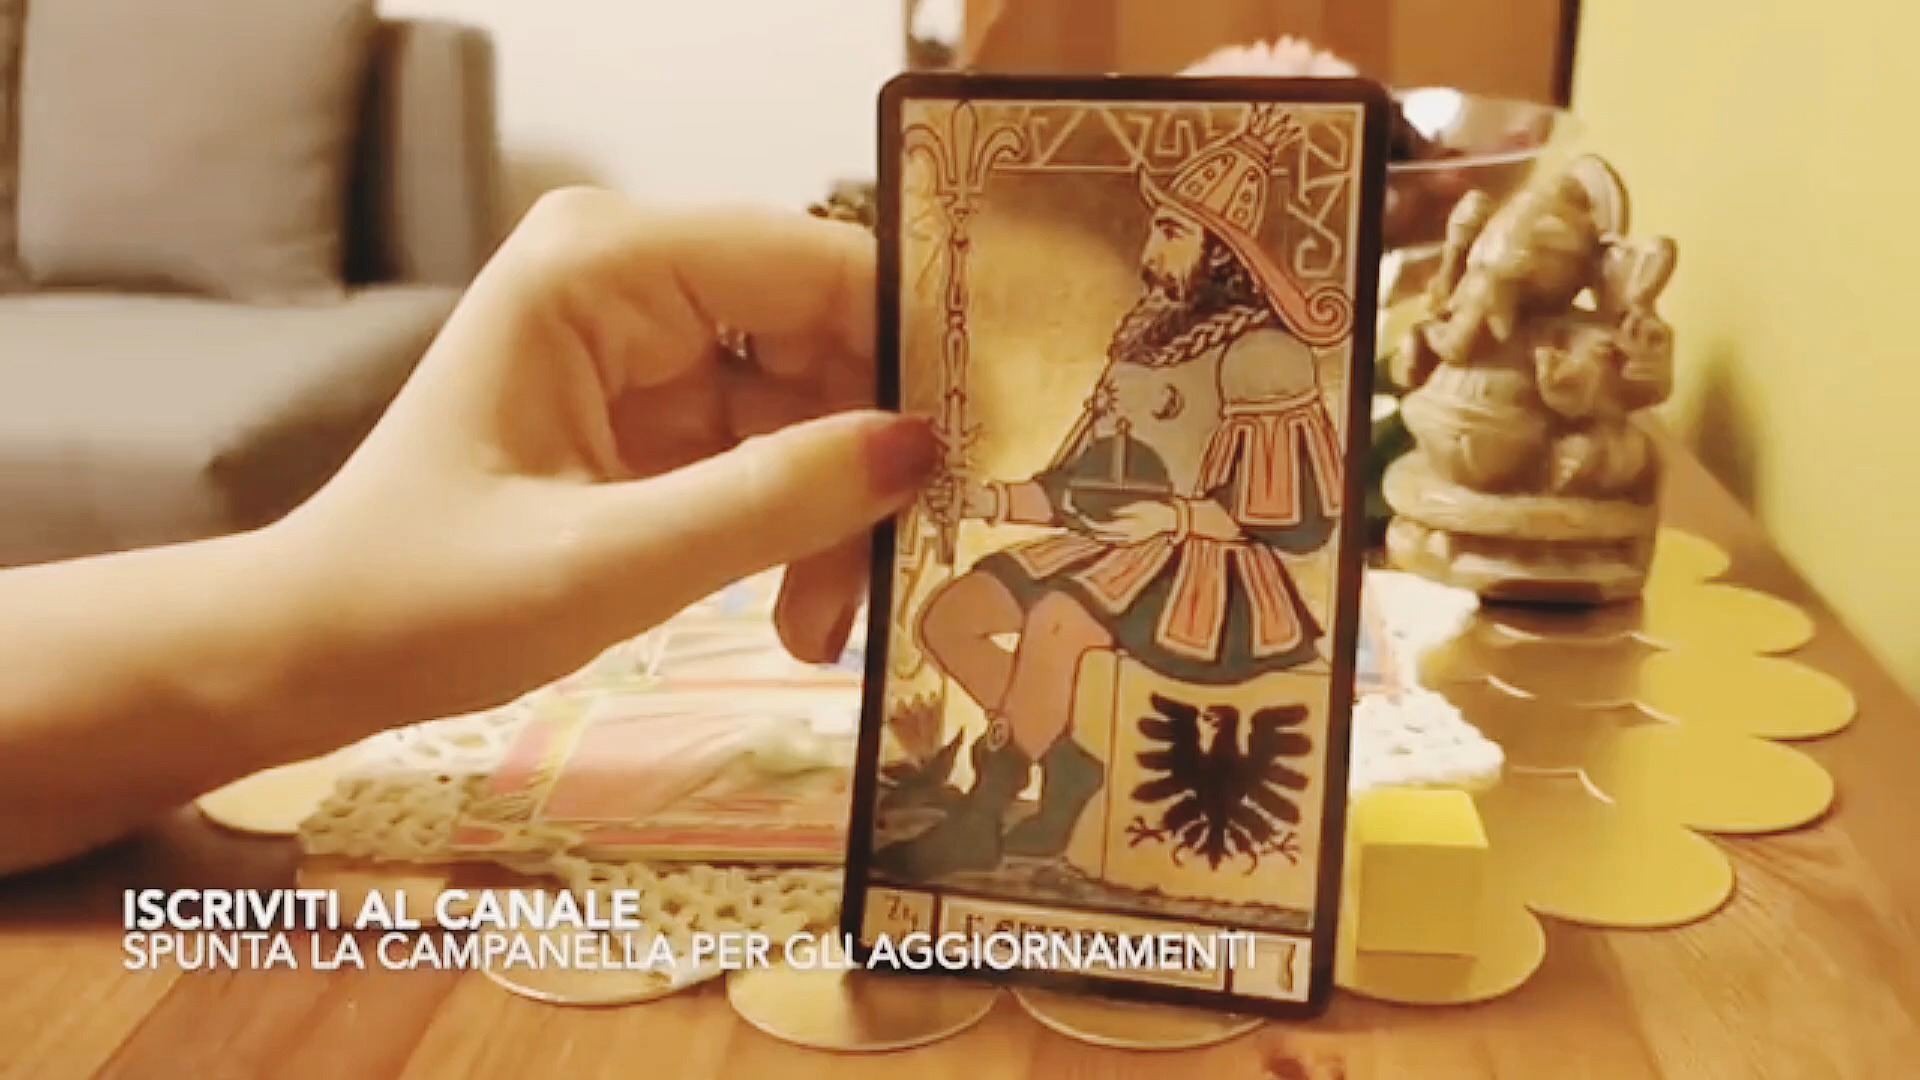 ISCRIVITI AL CANALE
SPUNTA LA CAMPANELLA PER GLI AGGIORNAMENTI